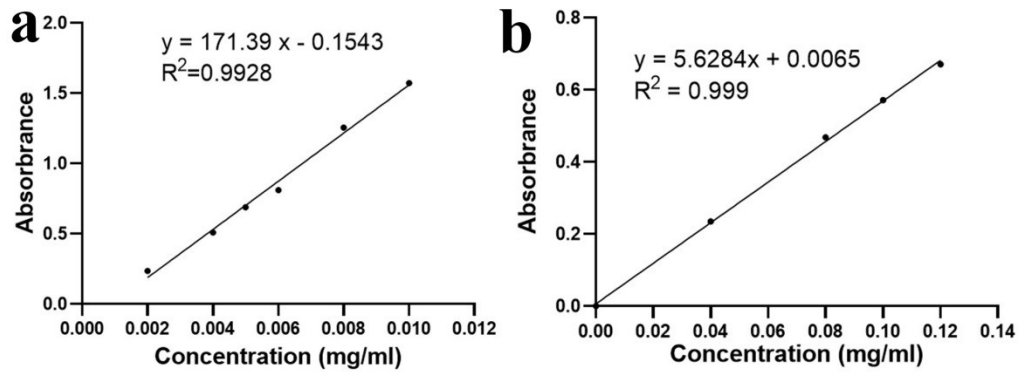 a
y = 171.39 x - 0.1543
R²=0.9928
Absorbrance
2.0
1.5
1.0
0.5
0.0
0.000 0.002 0.004 0.006 0.008 0.010 0.012
Concentration (mg/ml)
b
y = 5.6284x + 0.0065
R² = 0.999
Absorbrance
0.8
0.6
0.4
0.2
0.0
0.00 0.02 0.04 0.06 0.08 0.10 0.12 0.14
Concentration (mg/ml)